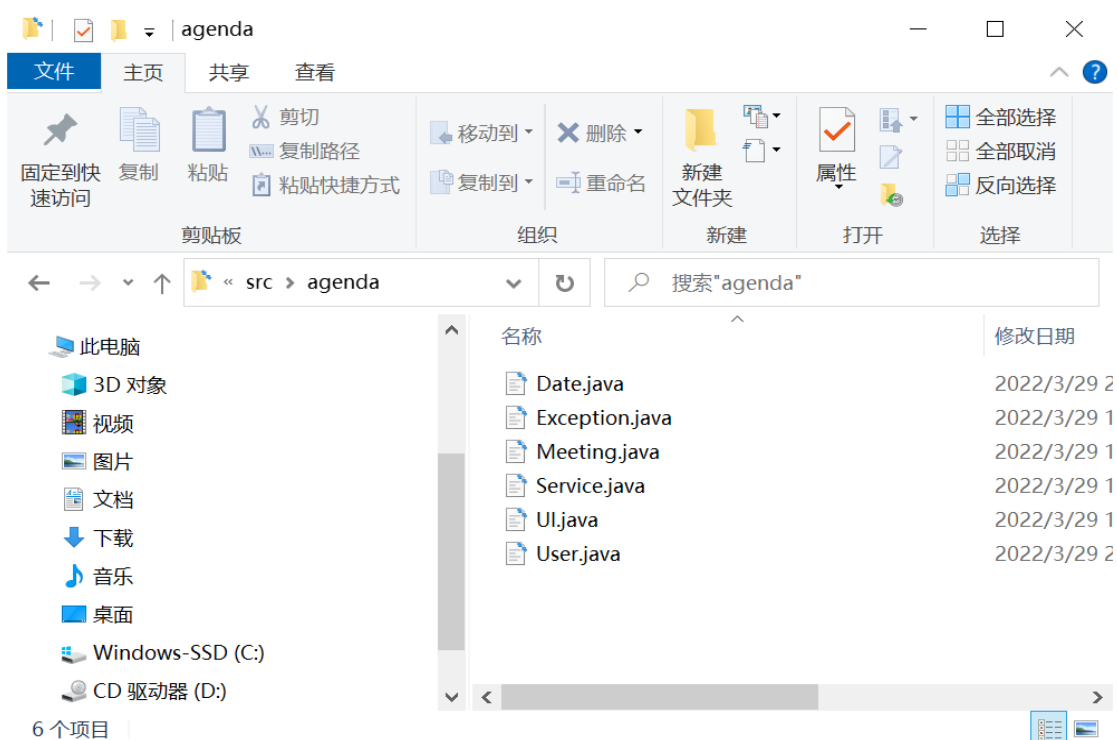 agenda
文件 主页 共享 查看
固定到快速访问
复制
粘贴
剪切
复制路径
粘贴快捷方式
剪贴板
移动到
复制到
删除
重命名
组织
新建
文件夹
新建
属性
打开
全部选择
全部取消
反向选择
选择
« src › agenda
搜索"agenda"
此电脑
3D 对象
视频
图片
文档
下载
音乐
桌面
Windows-SSD (C:)
CD 驱动器 (D:)
名称 修改日期
Date.java 2022/3/29 2
Exception.java 2022/3/29 1
Meeting.java 2022/3/29 1
Service.java 2022/3/29 1
UI.java 2022/3/29 1
User.java 2022/3/29 2
6 个项目